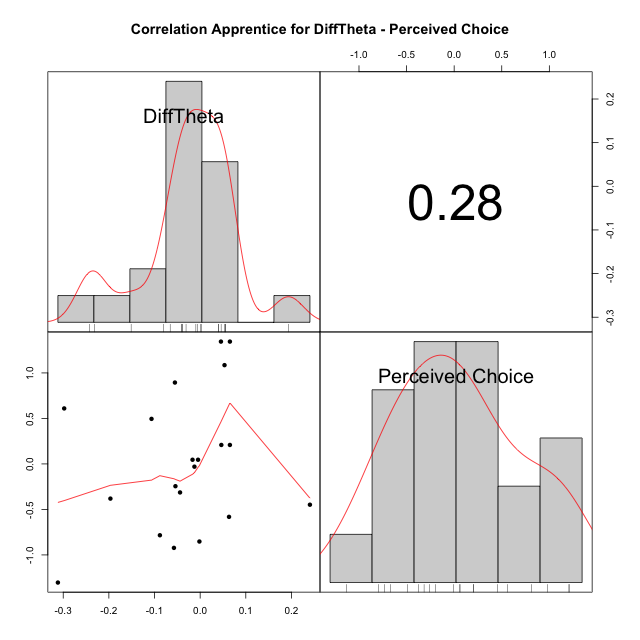 Correlation Apprentice for DiffTheta - Perceived Choice
-1.0 -0.5 0.0 0.5 1.0
DiffTheta
0.28
0.2
0.1
0.0
-0.1
-0.2
-0.3
Perceived Choice
1.0
0.5
0.0
-0.5
-1.0
-0.3 -0.2 -0.1 0.0 0.1 0.2